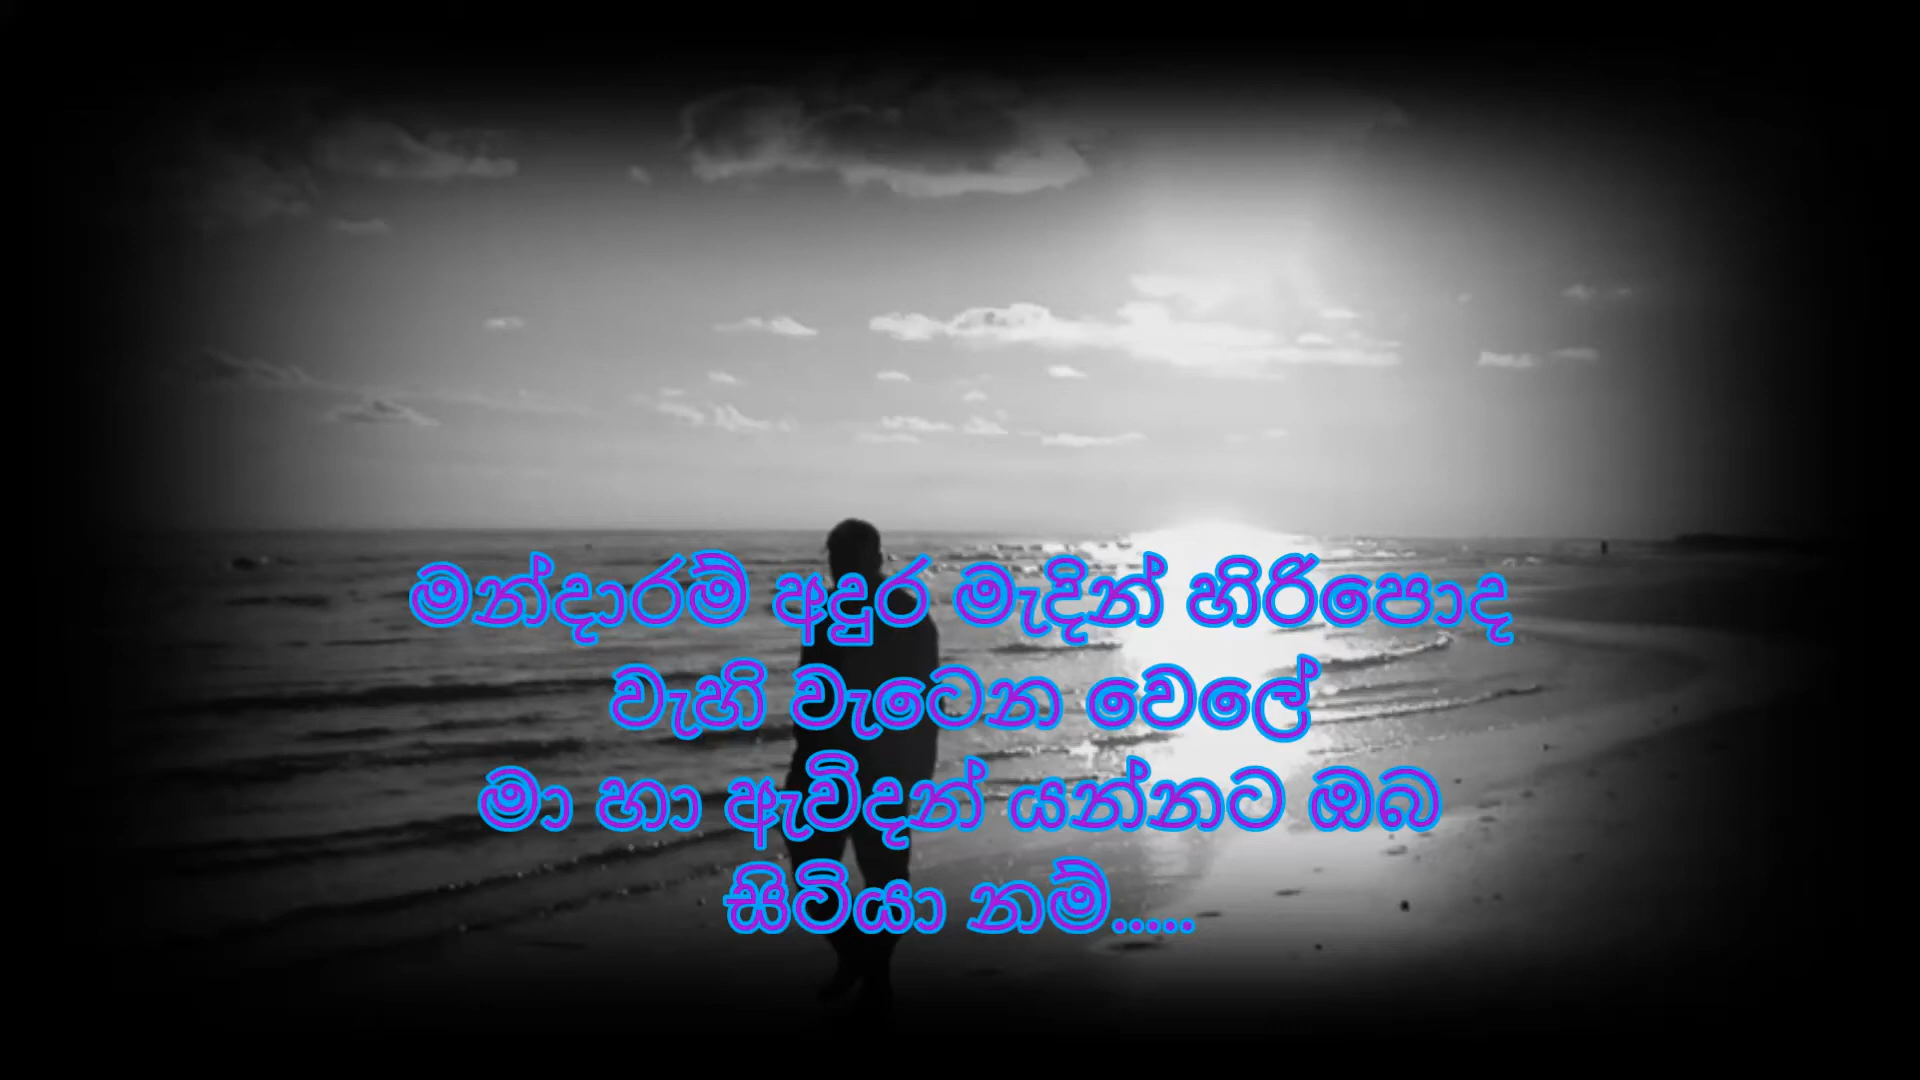 මන්දාරම් අඳුර මැදින් හිරිපොද
වැහි වැටෙන වෙලේ
මා හා ඇවිදන් යන්නට ඔබ
සිටියා නම්.....